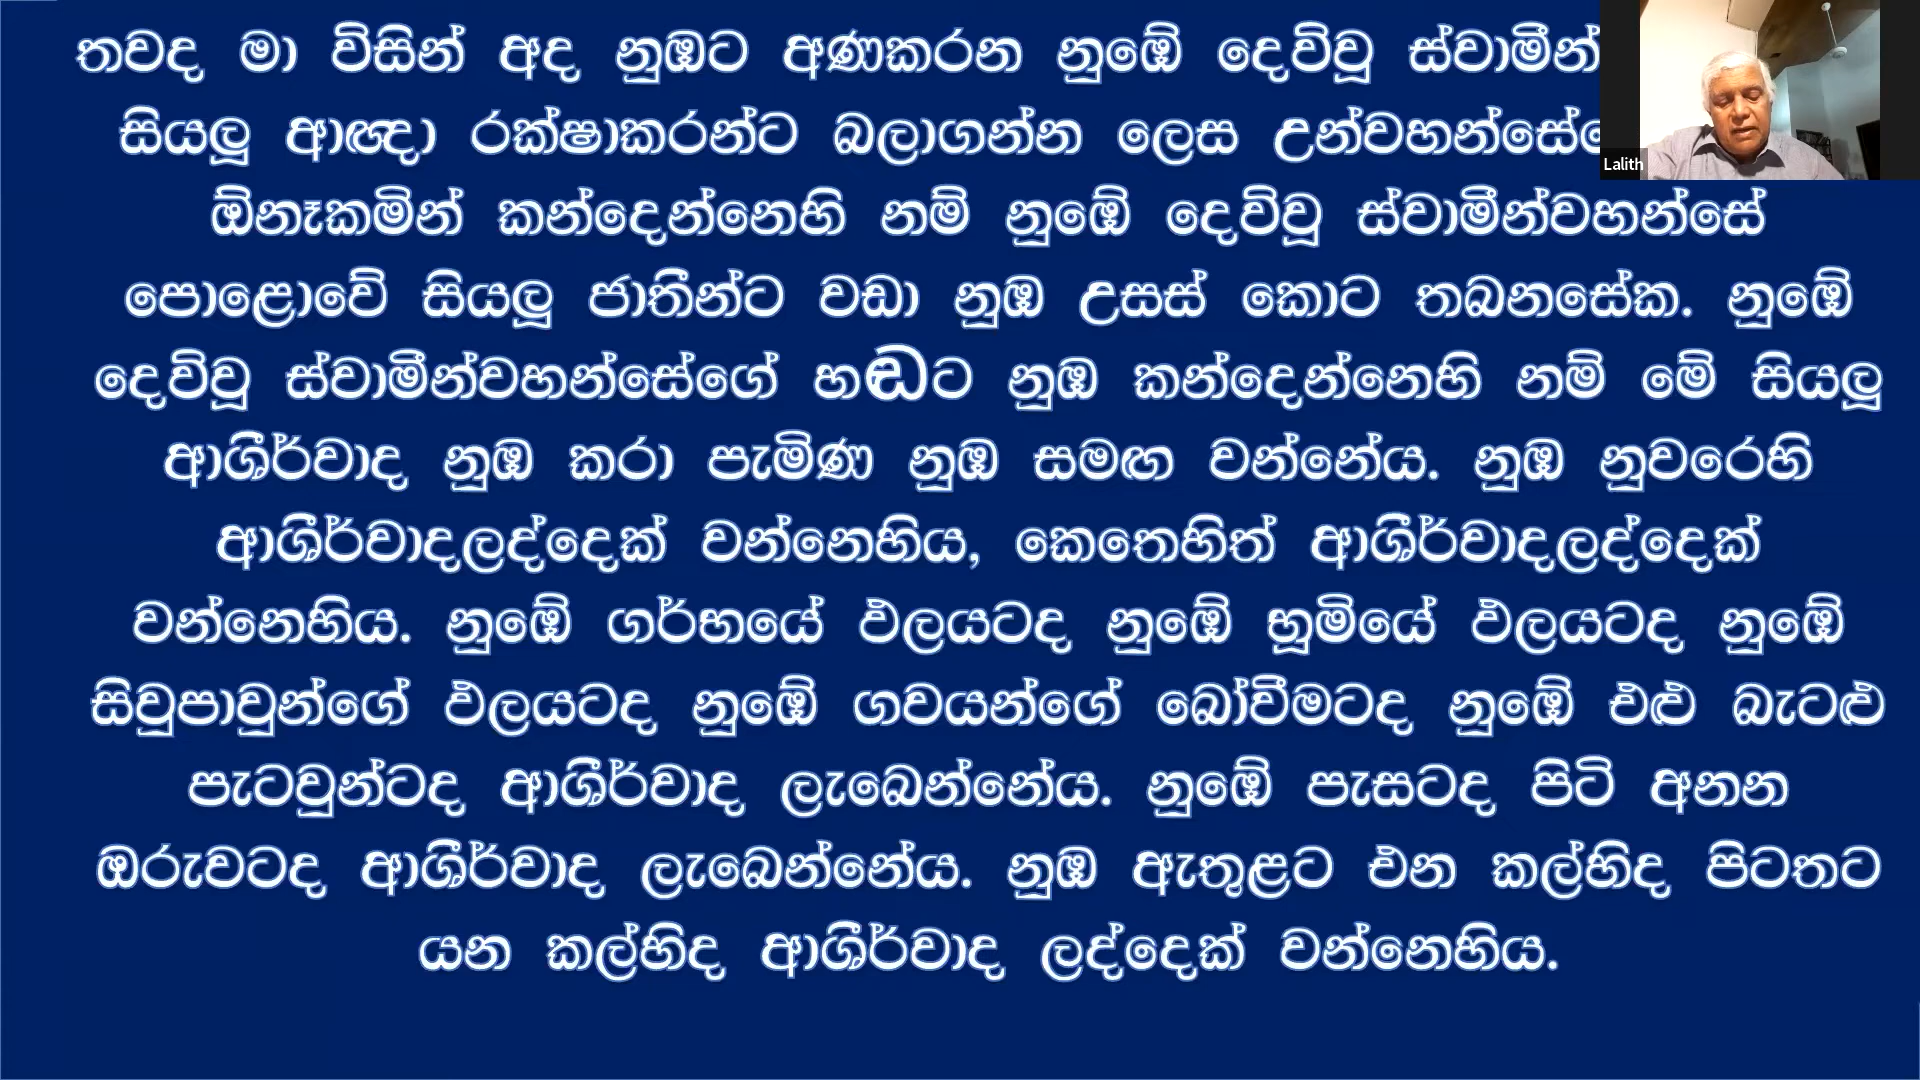 තවද මා විසින් අද නුඹට අණකරන නුඹේ දෙවිවූ ස්වාමීන්
සියලූ ආඥා රක්ෂාකරන්ට බලාගන්න ලෙස
ඕනෑකමින් කන්දෙන්නෙහි නම් නුඹේ දෙවිවූ ස්වාමීන්වහන්සේ
පොළොවේ සියලූ ජාතීන්ට වඩා නුඹ උසස් කොට තබනසේක. නුඹේ
දෙවිවූ ස්වාමීන්වහන්සේගේ හඬට නුඹ කන්දෙන්නෙහි නම් මේ සියලූ
ආශීර්වාද නුඹ කරා පැමිණ නුඹ සමඟ වන්නේය. නුඹ නුවරෙහි
ආශීර්වාදලද්දෙක් වන්නෙහිය, කෙතෙහිත් ආශීර්වාදලද්දෙක්
වන්නෙහිය. නුඹේ ගර්භයේ ඵලයටද නුඹේ භූමියේ ඵලයටද නුඹේ
සිවුපාවුන්ගේ ඵලයටද නුඹේ ගවයන්ගේ බෝවීමටද නුඹේ එළු බැටළු
පැටවුන්ටද ආශීර්වාද ලැබෙන්නේය. නුඹේ පැසටද පිටි අනන
ඔරුවටද ආශීර්වාද ලැබෙන්නේය. නුඹ ඇතුළට එන කල්හිද පිටතට
යන කල්හිද ආශීර්වාද ලද්දෙක් වන්නෙහිය.
Lalith